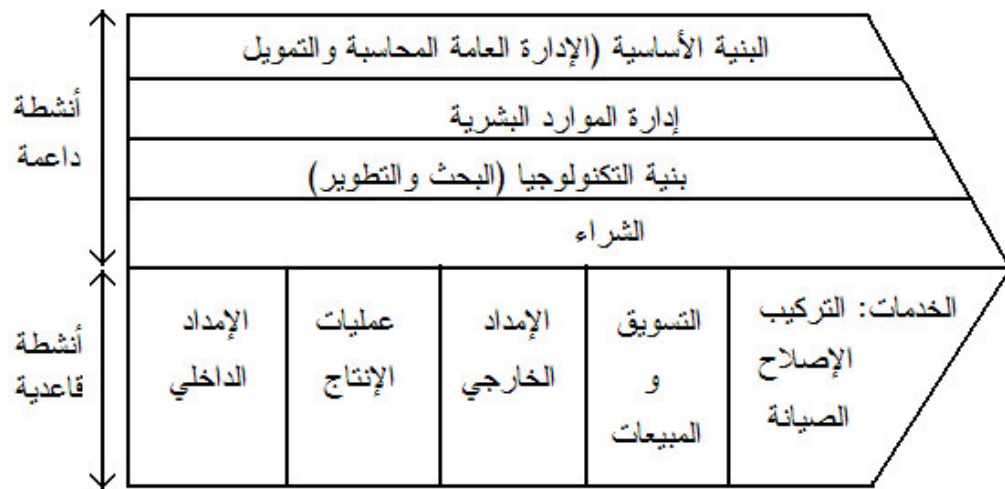 البنية الأساسية (الإدارة العامة المحاسبة والتمويل
إدارة الموارد البشرية
بنية التكنولوجيا (البحث والتطوير)
الشراء
أنشطة
داعمة
أنشطة
قاعدية
الإمداد
الداخلي
عمليات
الإنتاج
الإمداد
الخارجي
التسويق
و
المبيعات
الخدمات: التركيب
الإصلاح
الصيانة